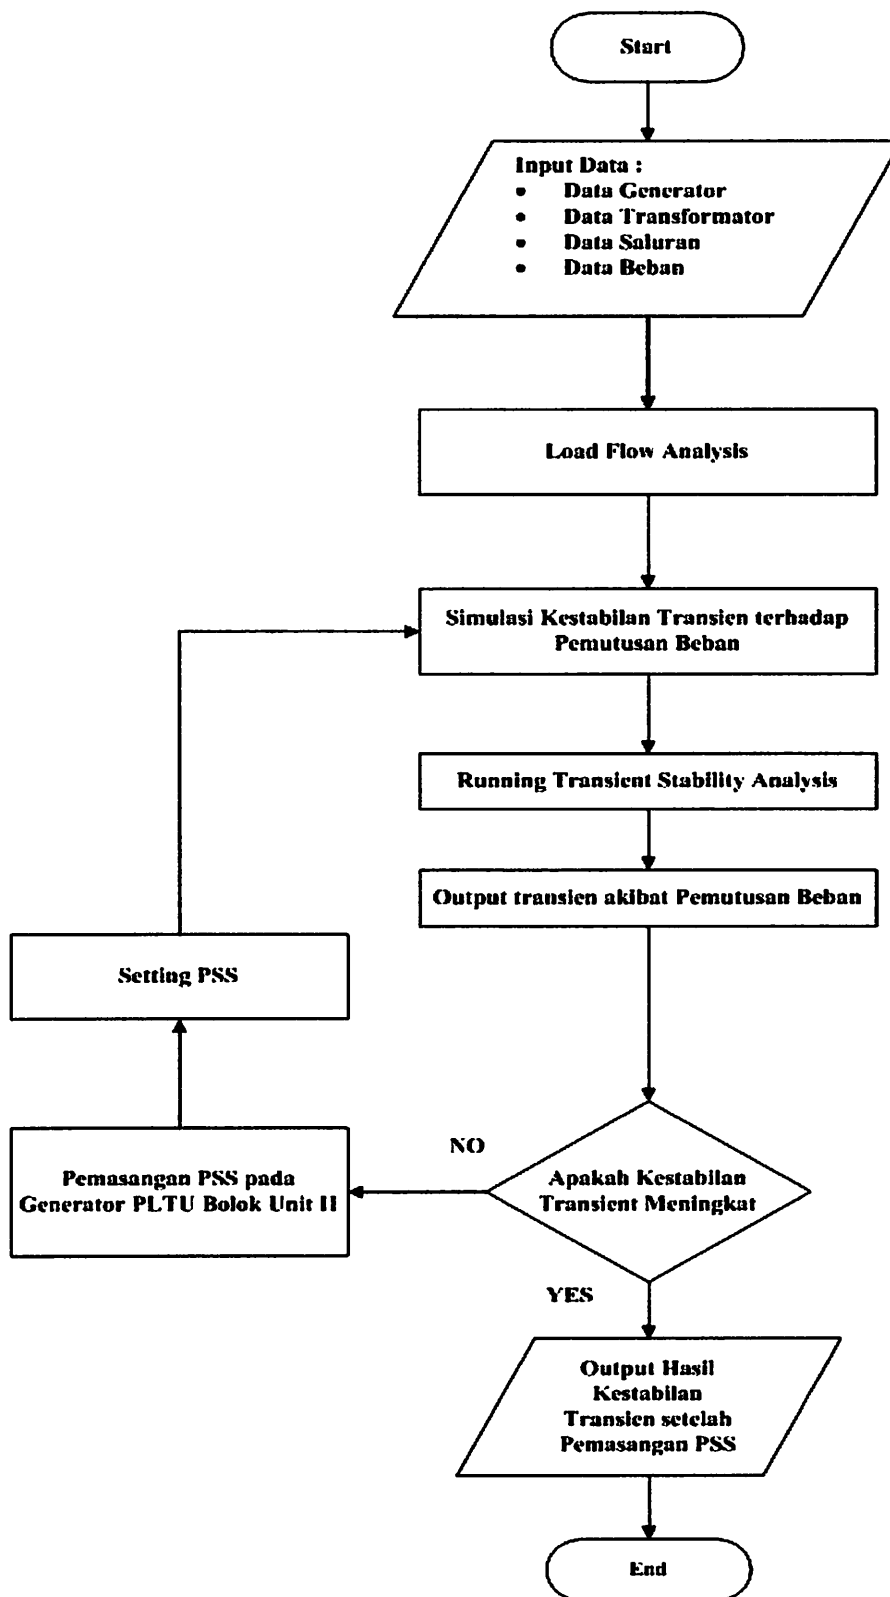 Start
Input Data :
• Data Generator
• Data Transformator
• Data Saluran
• Data Beban
Load Flow Analysis
Simulasi Kestabilan Transien terhadap
Pemutusan Beban
Running Transient Stability Analysis
Output transien akibat Pemutusan Beban
Setting PSS
NO
Pemasangan PSS pada
Generator PLTU Bolok Unit II
Apakah Kestabilan
Transient Meningkat
YES
Output Hasil
Kestabilan
Transien setelah
Pemasangan PSS
End